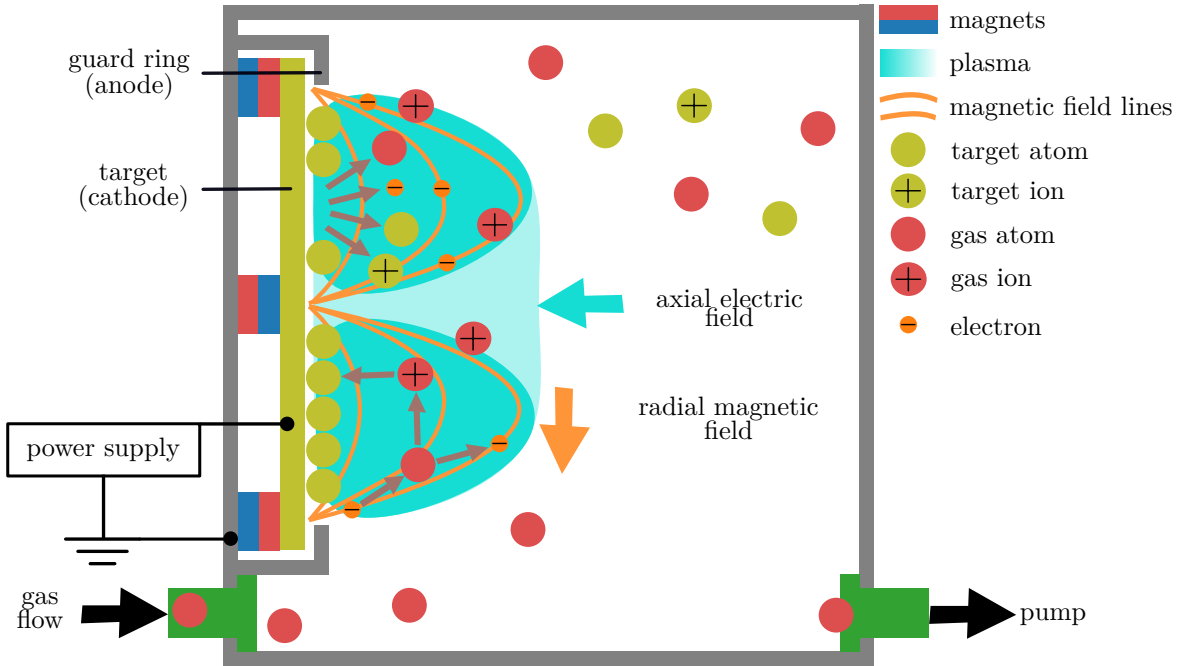 guard ring
(anode)
target
(cathode)
power supply
gas
flow
axial electric
field
radial magnetic
field
pump
magnets
plasma
magnetic field lines
target atom
target ion
gas atom
gas ion
electron